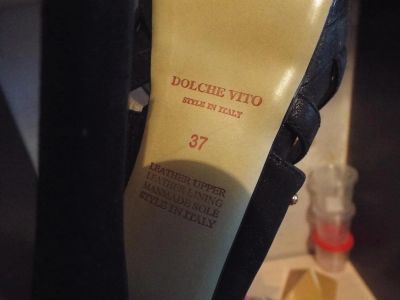 DOLCHE VITO
STYLE IN ITALY
37
LEATHER UPPER
LEATHER LINING
MANMADE SOLE
STYLE IN ITALY